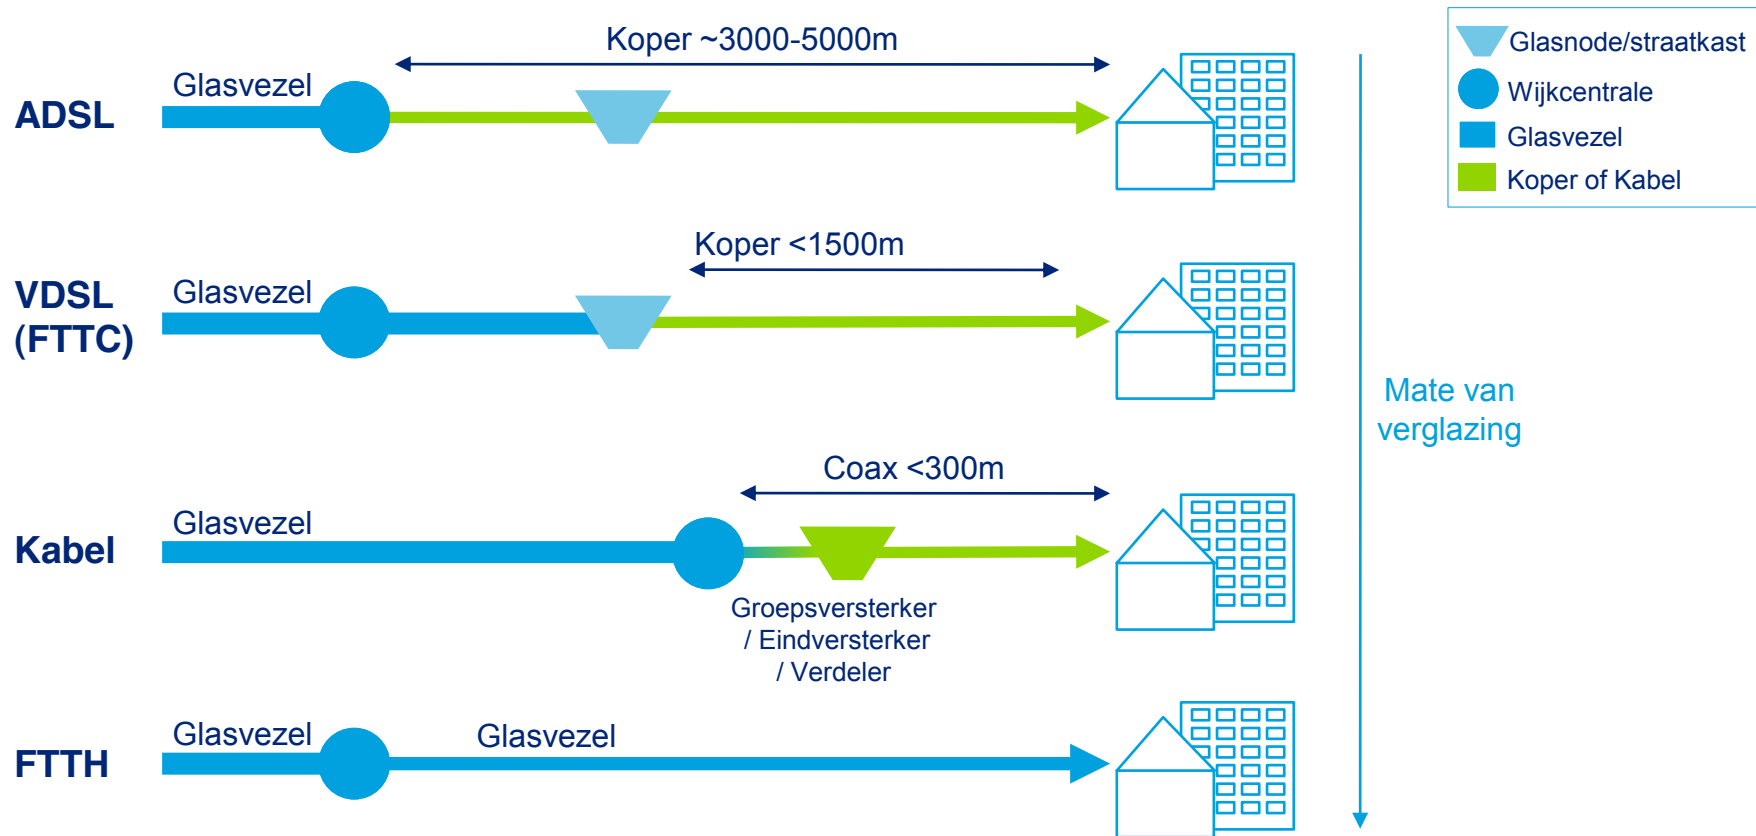 Koper ~3000-5000m
Glasvezel
ADSL
Koper <1500m
Glasvezel
VDSL
(FTTC)
Coax <300m
Glasvezel
Kabel
Groepsversterker
/ Eindversterker
/ Verdeler
Glasvezel
Glasvezel
FTTH
Mate van
verglazing
Glasnode/straatkast
Wijkcentrale
Glasvezel
Koper of Kabel